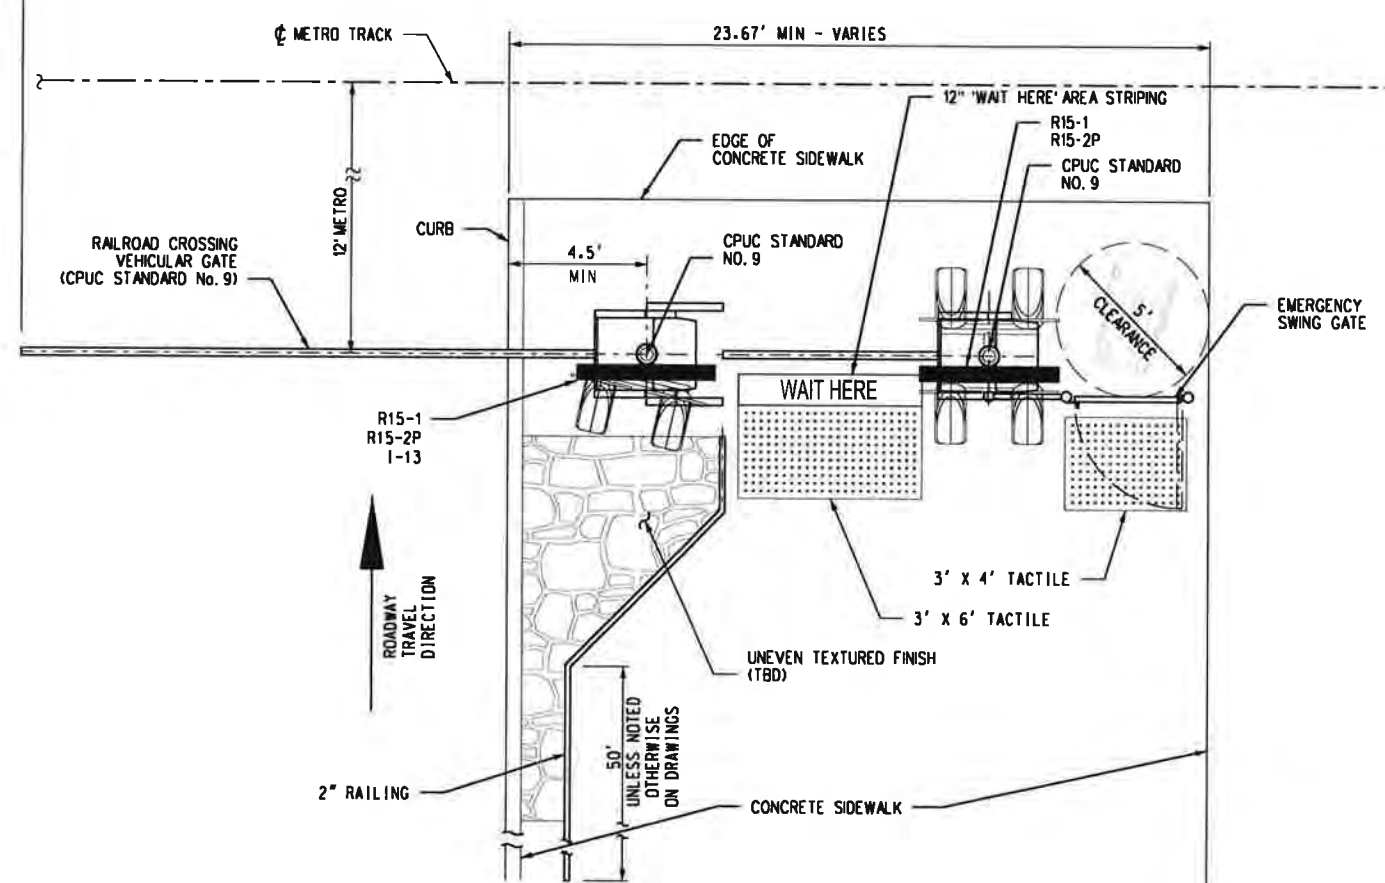 ℄ METRO TRACK
23.67' MIN - VARIES
12" 'WAIT HERE' AREA STRIPING
R15-1
R15-2P
EDGE OF
CONCRETE SIDEWALK
CPUC STANDARD
NO. 9
12' METRO
CURB
RAILROAD CROSSING
VEHICULAR GATE
(CPUC STANDARD No. 9)
4.5'
MIN
CPUC STANDARD
NO. 9
5'
CLEARANCE
EMERGENCY
SWING GATE
WAIT HERE
R15-1
R15-2P
I-13
3' X 4' TACTILE
3' X 6' TACTILE
ROADWAY
TRAVEL
DIRECTION
UNEVEN TEXTURED FINISH
(TBD)
50'
UNLESS NOTED
OTHERWISE
ON DRAWINGS
2" RAILING
CONCRETE SIDEWALK